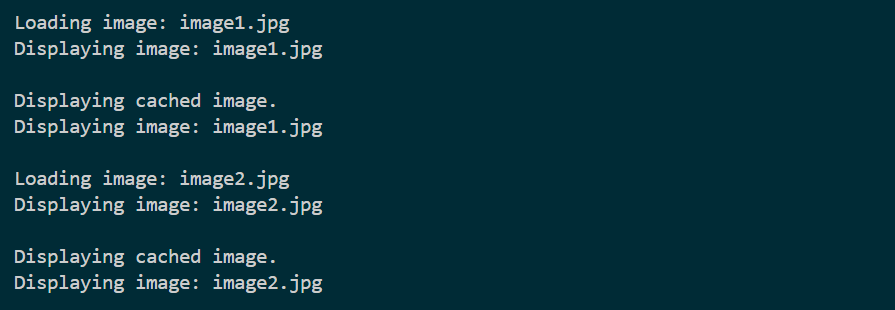 Loading image: image1.jpg
Displaying image: image1.jpg
Displaying cached image.
Displaying image: image1.jpg
Loading image: image2.jpg
Displaying image: image2.jpg
Displaying cached image.
Displaying image: image2.jpg